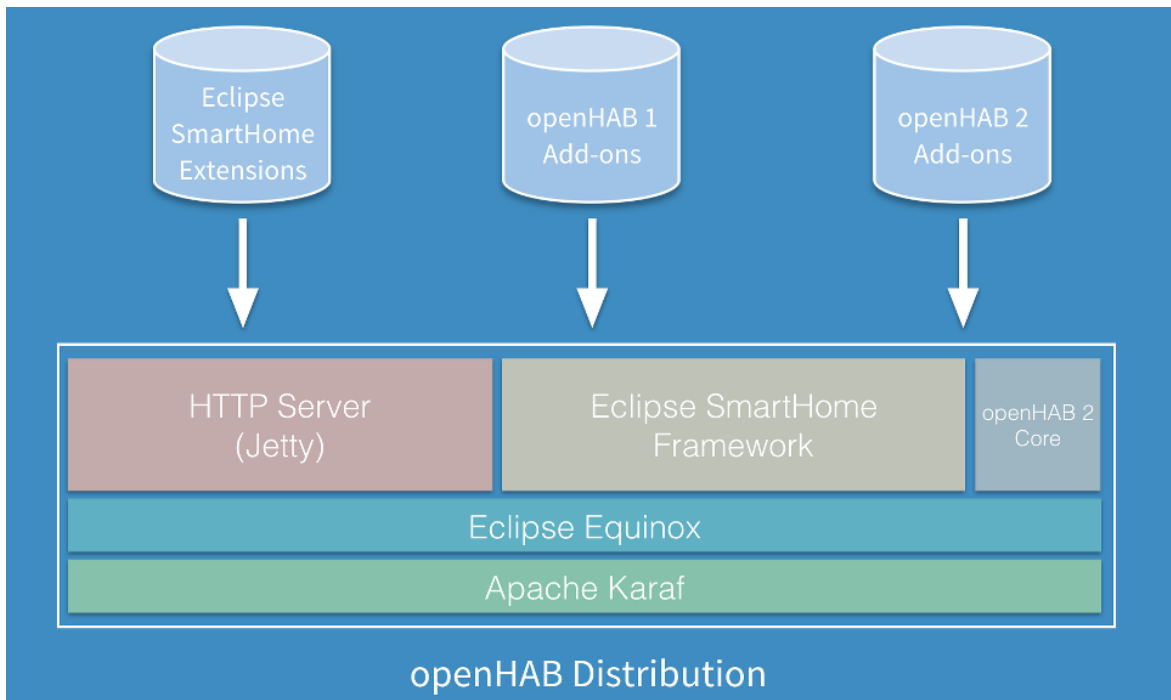 Eclipse
SmartHome
Extensions
openHAB 1
Add-ons
openHAB 2
Add-ons
HTTP Server
(Jetty)
Eclipse SmartHome
Framework
openHAB 2
Core
Eclipse Equinox
Apache Karaf
openHAB Distribution